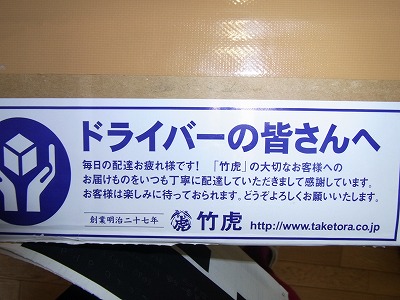 ドライバーの皆さんへ
毎日の配達お疲れ様です! 「竹虎」の大切なお客様への
お届けものをいつも丁寧に配達していただきまして感謝しています。
お客様は楽しみに待っておられます。どうぞよろしくお願いいたします。
創業明治二十七年 竹虎 http://www.taketora.co.jp